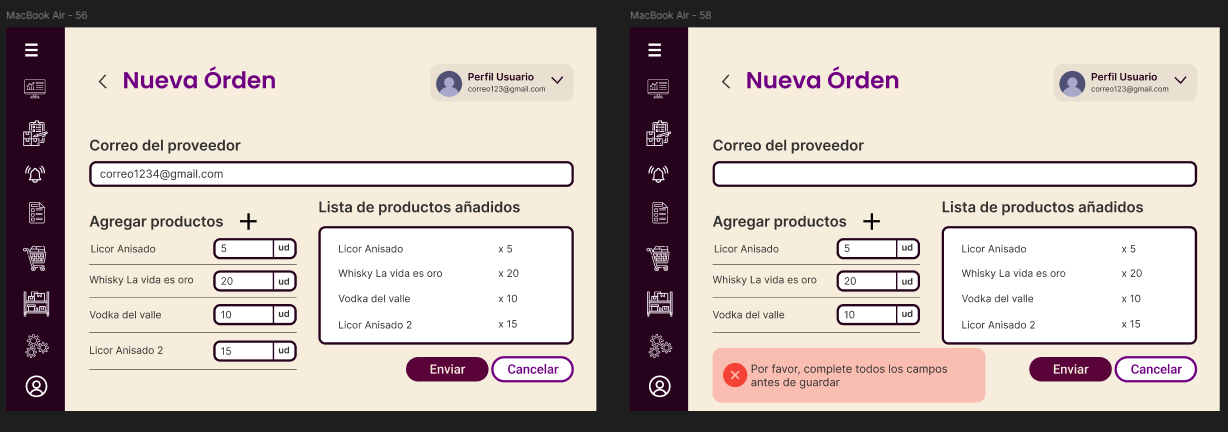 MacBook Air - 56
Nueva Órden
Perfil Usuario
correo123@gmail.com
Correo del proveedor
correo1234@gmail.com
Agregar productos
Licor Anisado 5 ud
Whisky La vida es oro 20 ud
Vodka del valle 10 ud
Licor Anisado 2 15 ud
Lista de productos añadidos
Licor Anisado x 5
Whisky La vida es oro x 20
Vodka del valle x 10
Licor Anisado 2 x 15
Enviar Cancelar
MacBook Air - 58
Nueva Órden
Perfil Usuario
correo123@gmail.com
Correo del proveedor
Agregar productos
Licor Anisado 5 ud
Whisky La vida es oro 20 ud
Vodka del valle 10 ud
Lista de productos añadidos
Licor Anisado x 5
Whisky La vida es oro x 20
Vodka del valle x 10
Licor Anisado 2 x 15
Por favor, complete todos los campos
antes de guardar
Enviar Cancelar